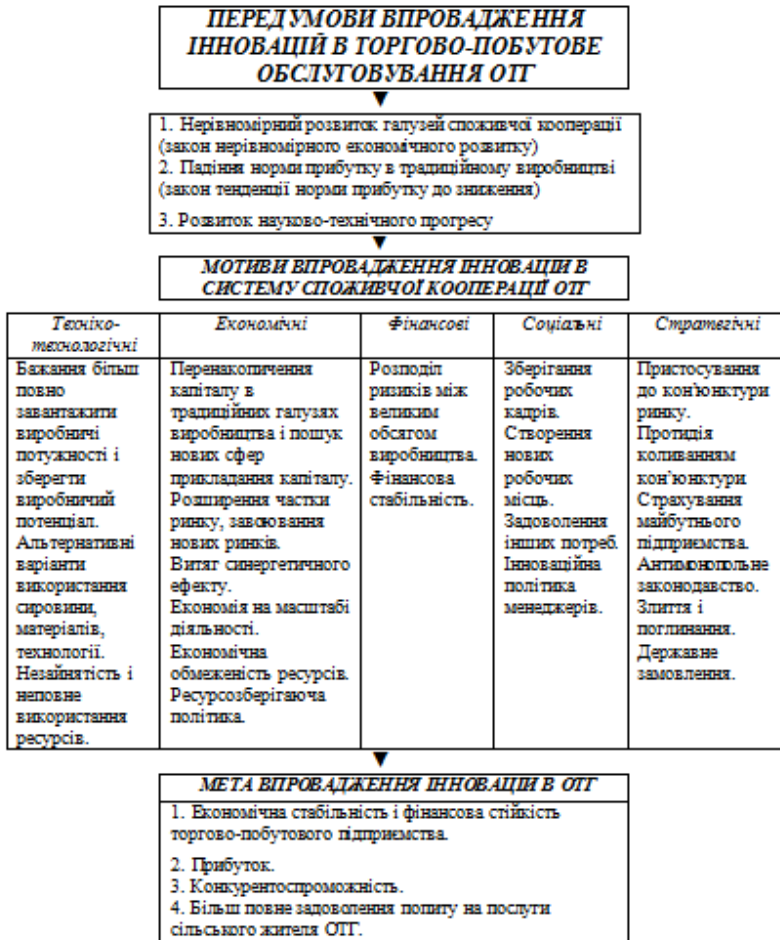 ПЕРЕДУМОВИ ВПРОВАДЖЕННЯ
ІННОВАЦІЙ В ТОРГОВО-ПОБУТОВЕ
ОБСЛУГОВУВАННЯ ОТГ
1. Нерівномірний розвиток галузей споживчої кооперації
(закон нерівномірного економічного розвитку)
2. Падіння норми прибутку в традиційному виробництві
(закон тенденції норми прибутку до зниження)
3. Розвиток науково-технічного прогресу
МОТИВИ ВПРОВАДЖЕННЯ ІННОВАЦІЙ В
СИСТЕМУ СПОЖИВЧОЇ КООПЕРАЦІЇ ОТГ
Техніко-
технологічні
Бажання більш
повно
завантажити
виробничі
потужності і
зберегти
виробничий
потенціал.
Альтернативні
варіанти
використання
сировини,
матеріалів,
технології.
Незайнятість і
неповне
використання
ресурсів.
Економічні
Перенакопичення
капіталу в
традиційних галузях
виробництва і пошук
нових сфер
прикладання капіталу.
Розширення частки
ринку, завоювання
нових ринків.
Витяг синергетичного
ефекту.
Економія на масштабі
діяльності.
Економічна
обмеженість ресурсів.
Ресурсозберігаюча
політика.
Фінансові
Розподіл
ризиків між
великим
обсягом
виробництва.
Фінансова
стабільність.
Соціальні
Зберігання
робочих
кадрів.
Створення
нових
робочих
місць.
Задоволення
інших потреб.
Інноваційна
політика
менеджерів.
Стратегічні
Пристосування
до кон'юнктури
ринку.
Протидія
коливанням
кон'юнктури
Страхування
майбутнього
підприємства.
Антимонопольне
законодавство.
Злиття і
поглинання.
Державне
замовлення.
МЕТА ВПРОВАДЖЕННЯ ІННОВАЦІЙ В ОТГ
1. Економічна стабільність і фінансова стійкість
торгово-побутового підприємства.
2. Прибуток.
3. Конкурентоспроможність.
4. Більш повне задоволення попиту на послуги
сільського жителя ОТГ.